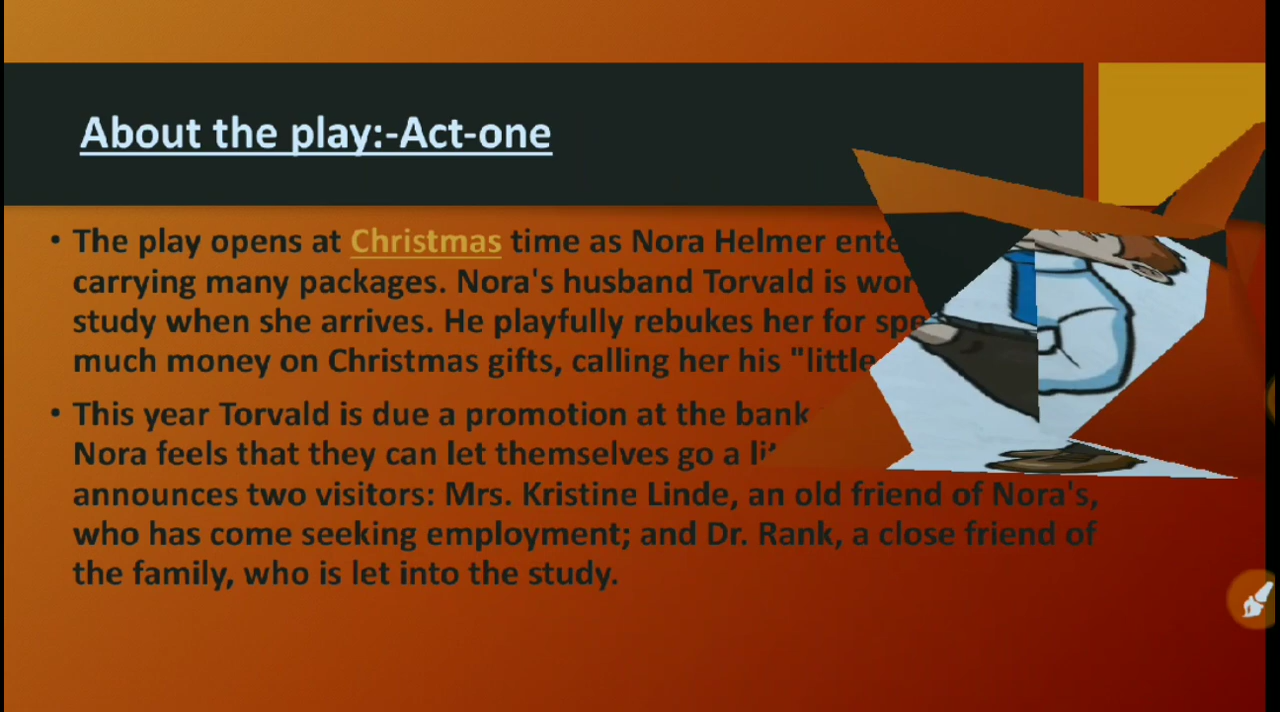 About the play:-Act-one
• The play opens at Christmas time as Nora Helmer
carrying many packages. Nora's husband Torvald is
study when she arrives. He playfully rebukes her for
much money on Christmas gifts, calling her his "little
• This year Torvald is due a promotion at the bank
Nora feels that they can let themselves go a
announces two visitors: Mrs. Kristine Linde, an old friend of Nora's,
who has come seeking employment; and Dr. Rank, a close friend of
the family, who is let into the study.